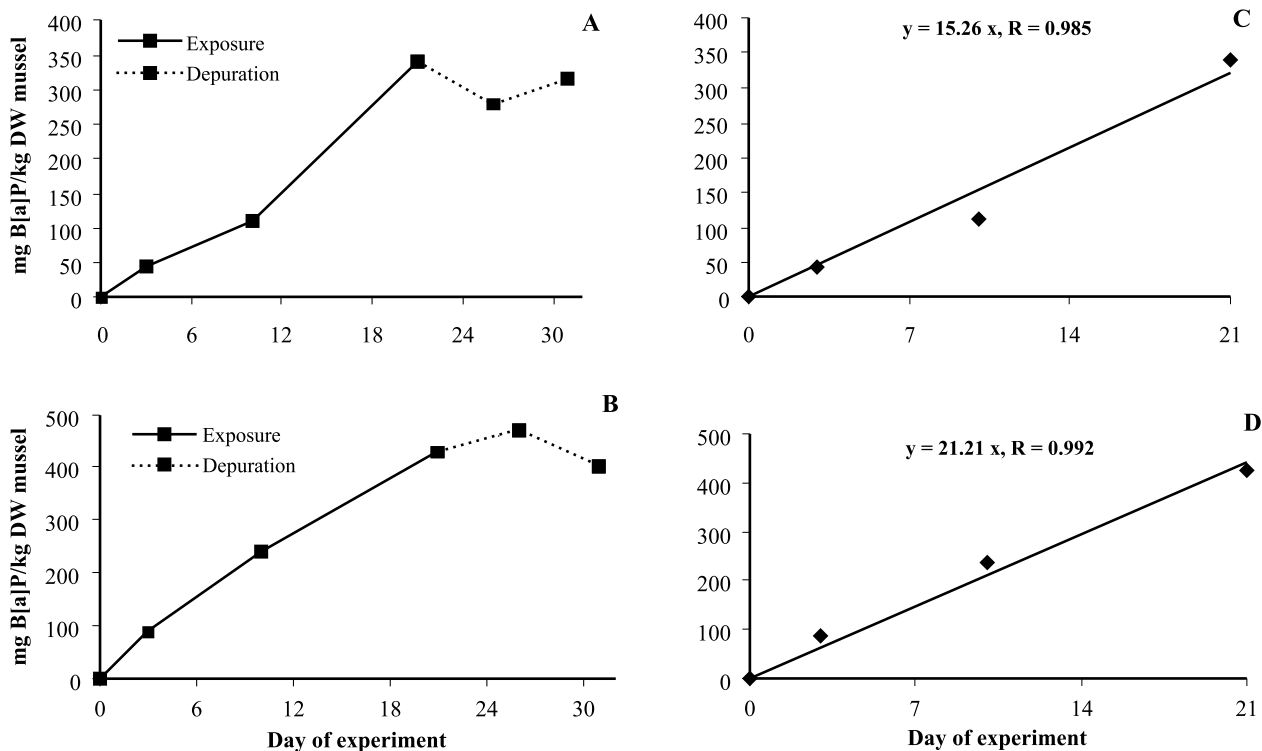 A
mg B[a]P/kg DW mussel
400
350
300
250
200
150
100
50
0
Exposure
Depuration
0 6 12 18 24 30
C
y = 15.26 x, R = 0.985
400
350
300
250
200
150
100
50
0
0 7 14 21
B
mg B[a]P/kg DW mussel
500
400
300
200
100
0
Exposure
Depuration
0 6 12 18 24 30
Day of experiment
D
y = 21.21 x, R = 0.992
500
400
300
200
100
0
0 7 14 21
Day of experiment